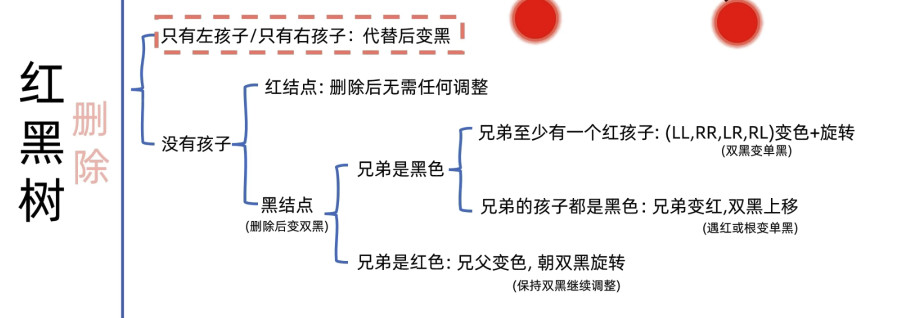 红黑树
删除
只有左孩子/只有右孩子：代替后变黑
没有孩子
红结点：删除后无需任何调整
黑结点
(删除后变双黑)
兄弟是黑色
兄弟至少有一个红孩子：(LL,RR,LR,RL)变色+旋转
(双黑变单黑)
兄弟的孩子都是黑色：兄弟变红,双黑上移
(遇红或根变单黑)
兄弟是红色：兄父变色, 朝双黑旋转
(保持双黑继续调整)